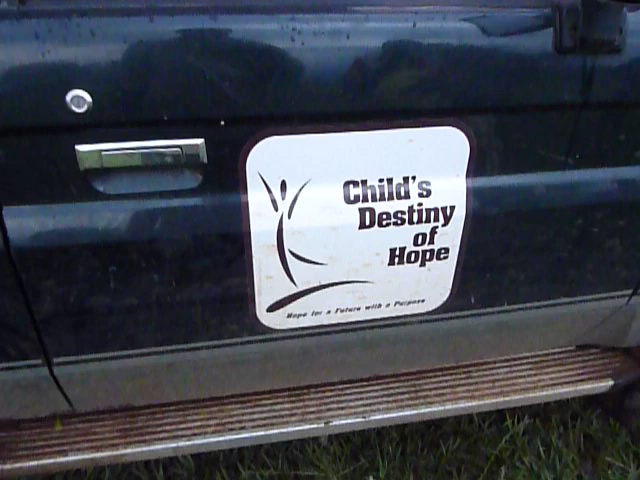 Child's
Destiny
of
Hope
Hope for a Future with a Purpose